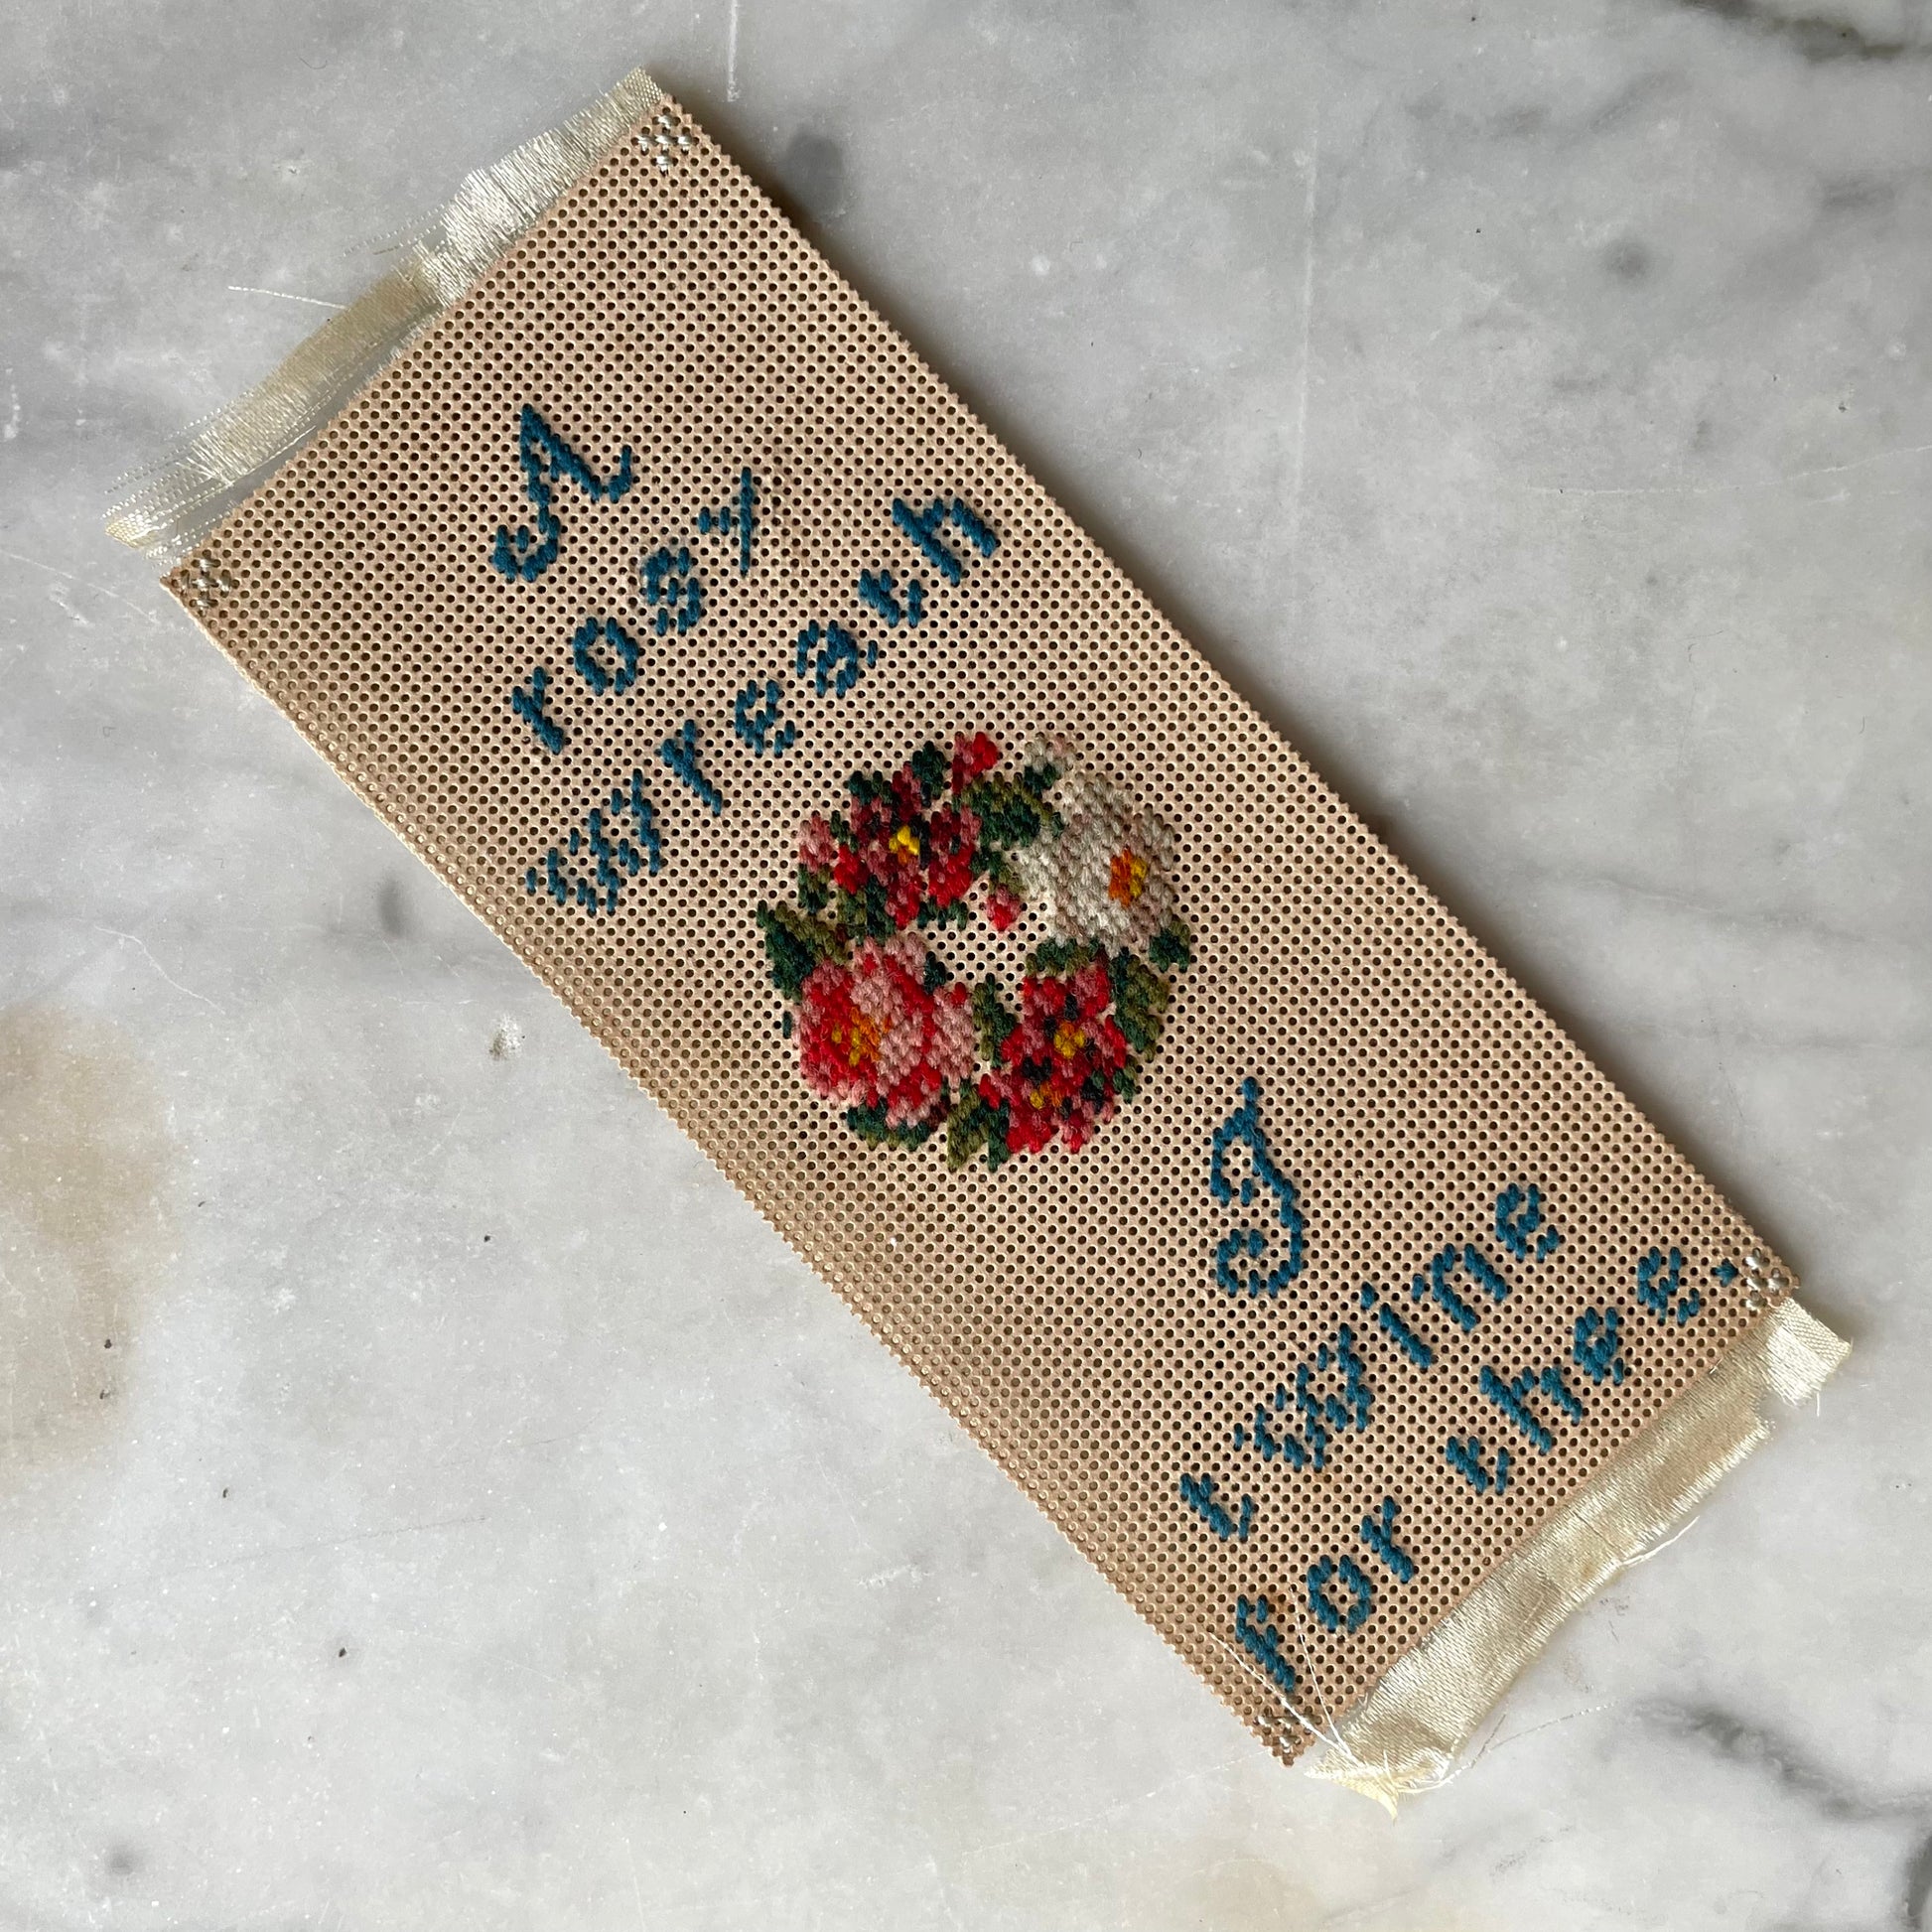 A
rosy
wreath
I
twine
for thee.